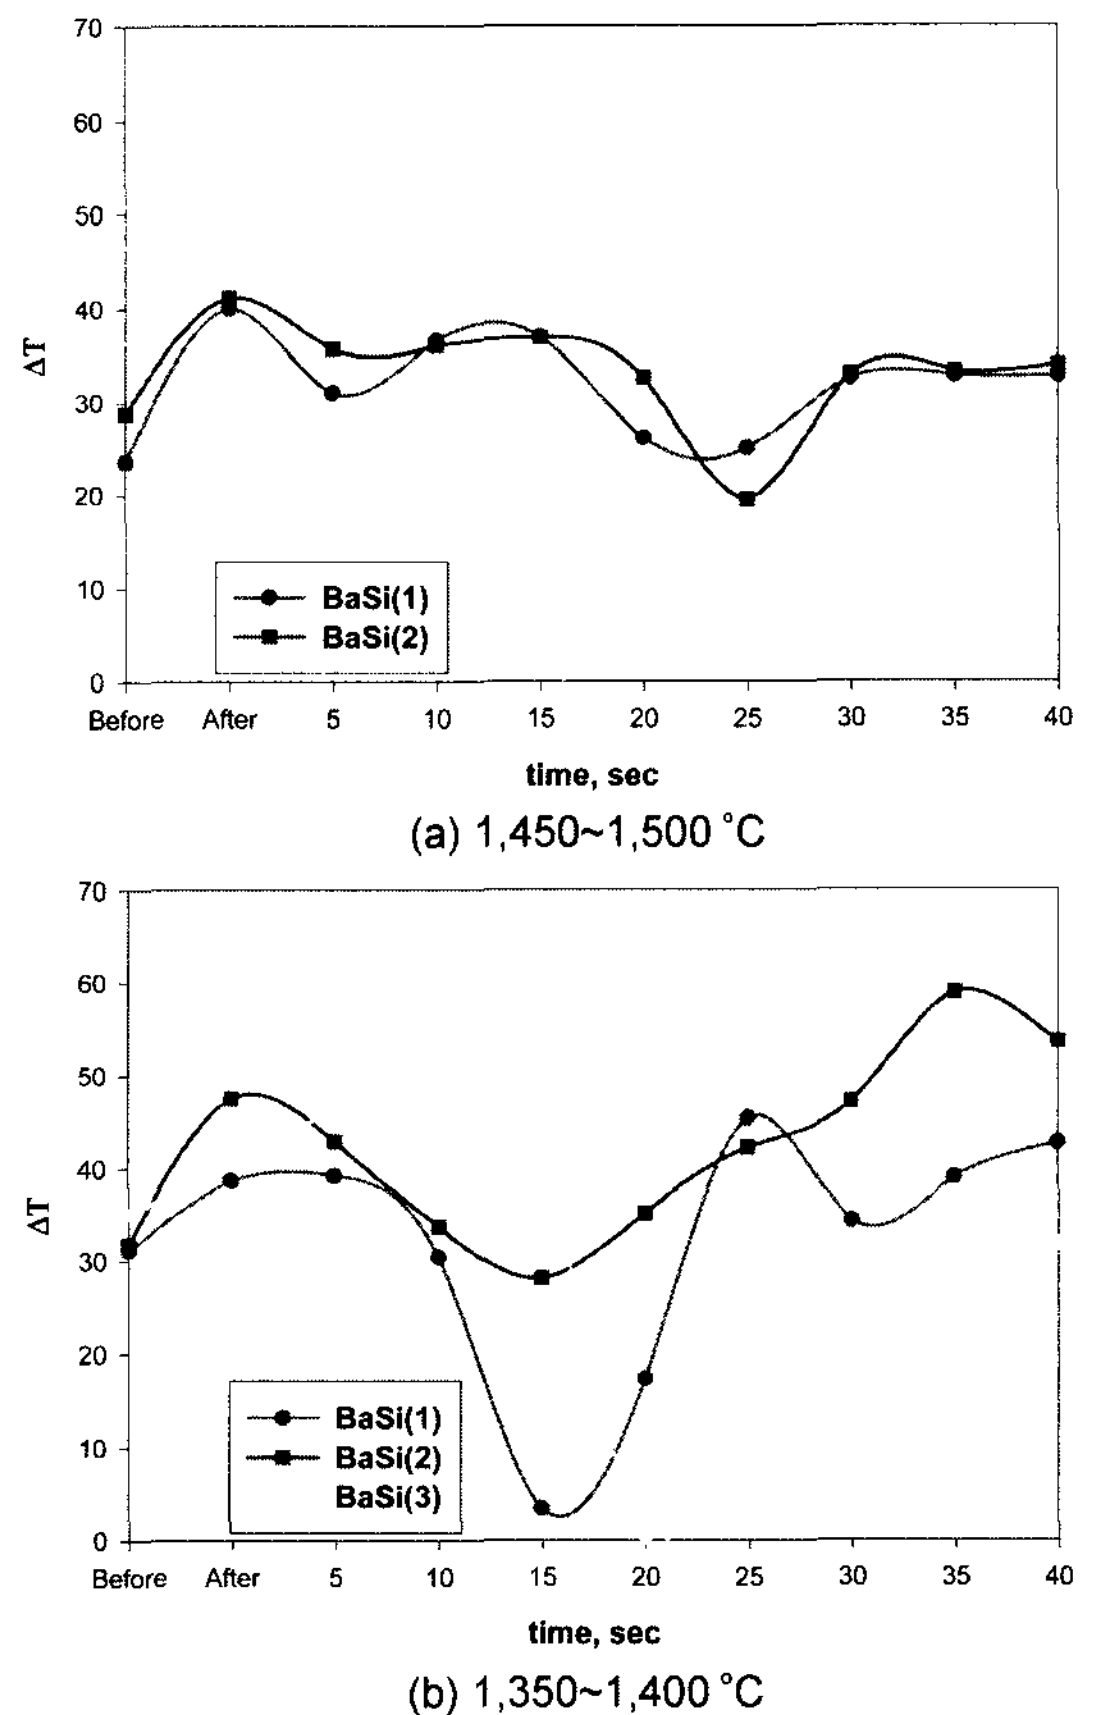 70
60
50
40
30
20
10
0
ΔT
BaSi(1)
BaSi(2)
Before After 5 10 15 20 25 30 35 40
time, sec
(a) 1,450~1,500 °C
70
60
50
40
30
20
10
0
ΔT
BaSi(1)
BaSi(2)
BaSi(3)
Before After 5 10 15 20 25 30 35 40
time, sec
(b) 1,350~1,400 °C